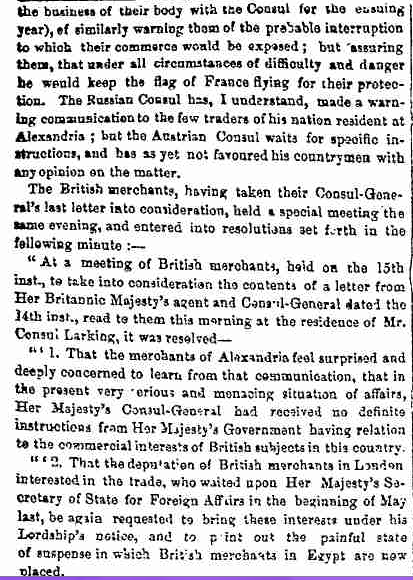 the business of their body with the Consul for the ensuing
year), of similarly warning them of the probable interruption
to which their commerce would be exposed; but assuring
them, that under all circumstances of difficulty and danger
he would keep the flag of France flying for their protec-
tion. The Russian Consul has, I understand, made a warn-
ing communication to the few traders of his nation resident at
Alexandria; but the Austrian Consul waits for specific in-
structions, and has as yet not favoured his countrymen with
any opinion on the matter.
The British merchants, having taken their Consul-Gene-
ral's last letter into consideration, held a special meeting the
same evening, and entered into resolutions set forth in the
following minute :—
"At a meeting of British merchants, held on the 15th
inst., to take into consideration the contents of a letter from
Her Britannic Majesty's agent and Consul-General dated the
14th inst., read to them this morning at the residence of Mr.
Consul Larking, it was resolved—
"'1. That the merchants of Alexandria feel surprised and
deeply concerned to learn from that communication, that in
the present very serious and menacing situation of affairs,
Her Majesty's Consul-General had received no definite
instructions from Her Majesty's Government having relation
to the commercial interests of British subjects in this country.
"'2. That the deputation of British merchants in London
interested in the trade, who waited upon Her Majesty's Se-
cretary of State for Foreign Affairs in the beginning of May
last, be again requested to bring these interests under his
Lordship's notice, and to point out the painful state
of suspense in which British merchants in Egypt are now
placed.